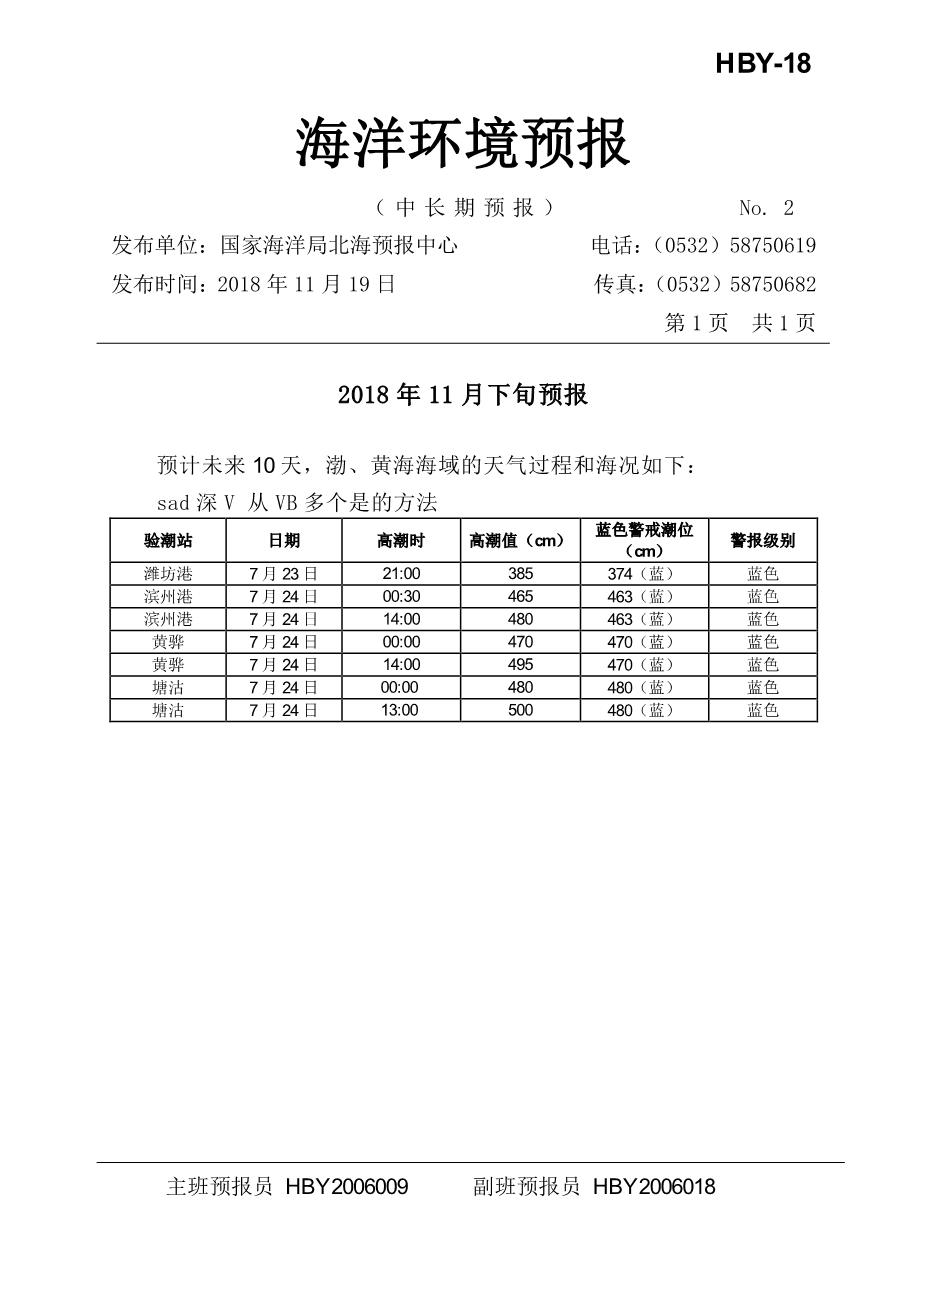 HBY-18
海洋环境预报
（中长期预报） No. 2
发布单位：国家海洋局北海预报中心 电话：（0532）58750619
发布时间：2018 年 11 月 19 日 传真：（0532）58750682
第 1 页 共 1 页
2018 年 11 月下旬预报
预计未来 10 天，渤、黄海海域的天气过程和海况如下：
sad 深 V 从 VB 多个是的方法
验潮站 日期 高潮时 高潮值（cm） 蓝色警戒潮位（cm） 警报级别
潍坊港 7 月 23 日 21:00 385 374（蓝） 蓝色
滨州港 7 月 24 日 00:30 465 463（蓝） 蓝色
滨州港 7 月 24 日 14:00 480 463（蓝） 蓝色
黄骅 7 月 24 日 00:00 470 470（蓝） 蓝色
黄骅 7 月 24 日 14:00 495 470（蓝） 蓝色
塘沽 7 月 24 日 00:00 480 480（蓝） 蓝色
塘沽 7 月 24 日 13:00 500 480（蓝） 蓝色
主班预报员 HBY2006009 副班预报员 HBY2006018